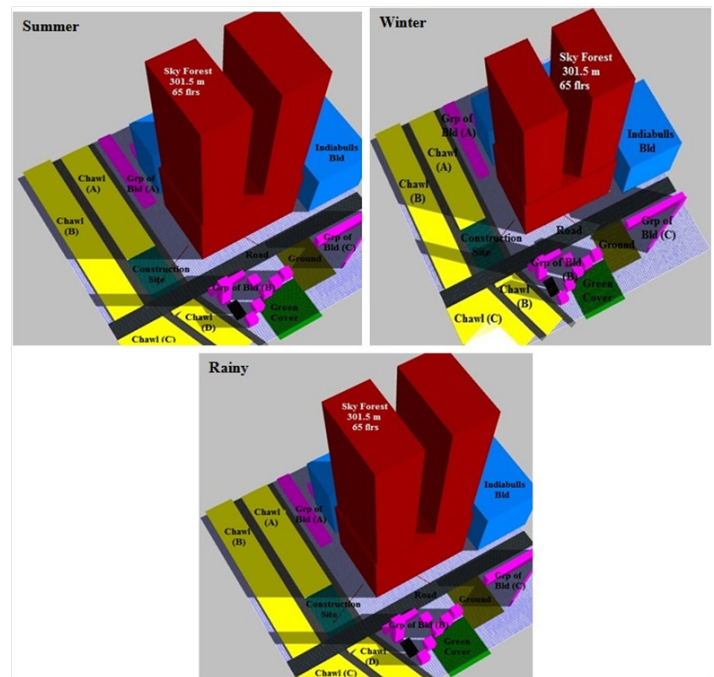 Summer
Sky Forest
301.5 m
65 flrs
Indiabulls
Bld
Chawl
(A)
Grp of
Bld (A)
Chawl
(B)
Grp of
Bld (C)
Road
Construction
Site
Ground
Grp of Bld (B)
Green
Cover
Chawl
(D)
Chawl (C)
Winter
Sky Forest
301.5 m
65 flrs
Grp of
Bld (A)
Indiabulls
Bld
Chawl
(A)
Chawl
(B)
Grp of
Bld (C)
Road
Construction
Site
Ground
Grp of Bld
(B)
Green
Cover
Chawl
(B)
Chawl (C)
Rainy
Sky Forest
301.5 m
65 flrs
Indiabulls
Bld
Chawl
(A)
Grp of
Bld (A)
Chawl
(B)
Grp of
Bld (C)
Road
Ground
Construction
Site
Grp of Bld (B)
Green
Cover
Chawl
(D)
Chawl (C)